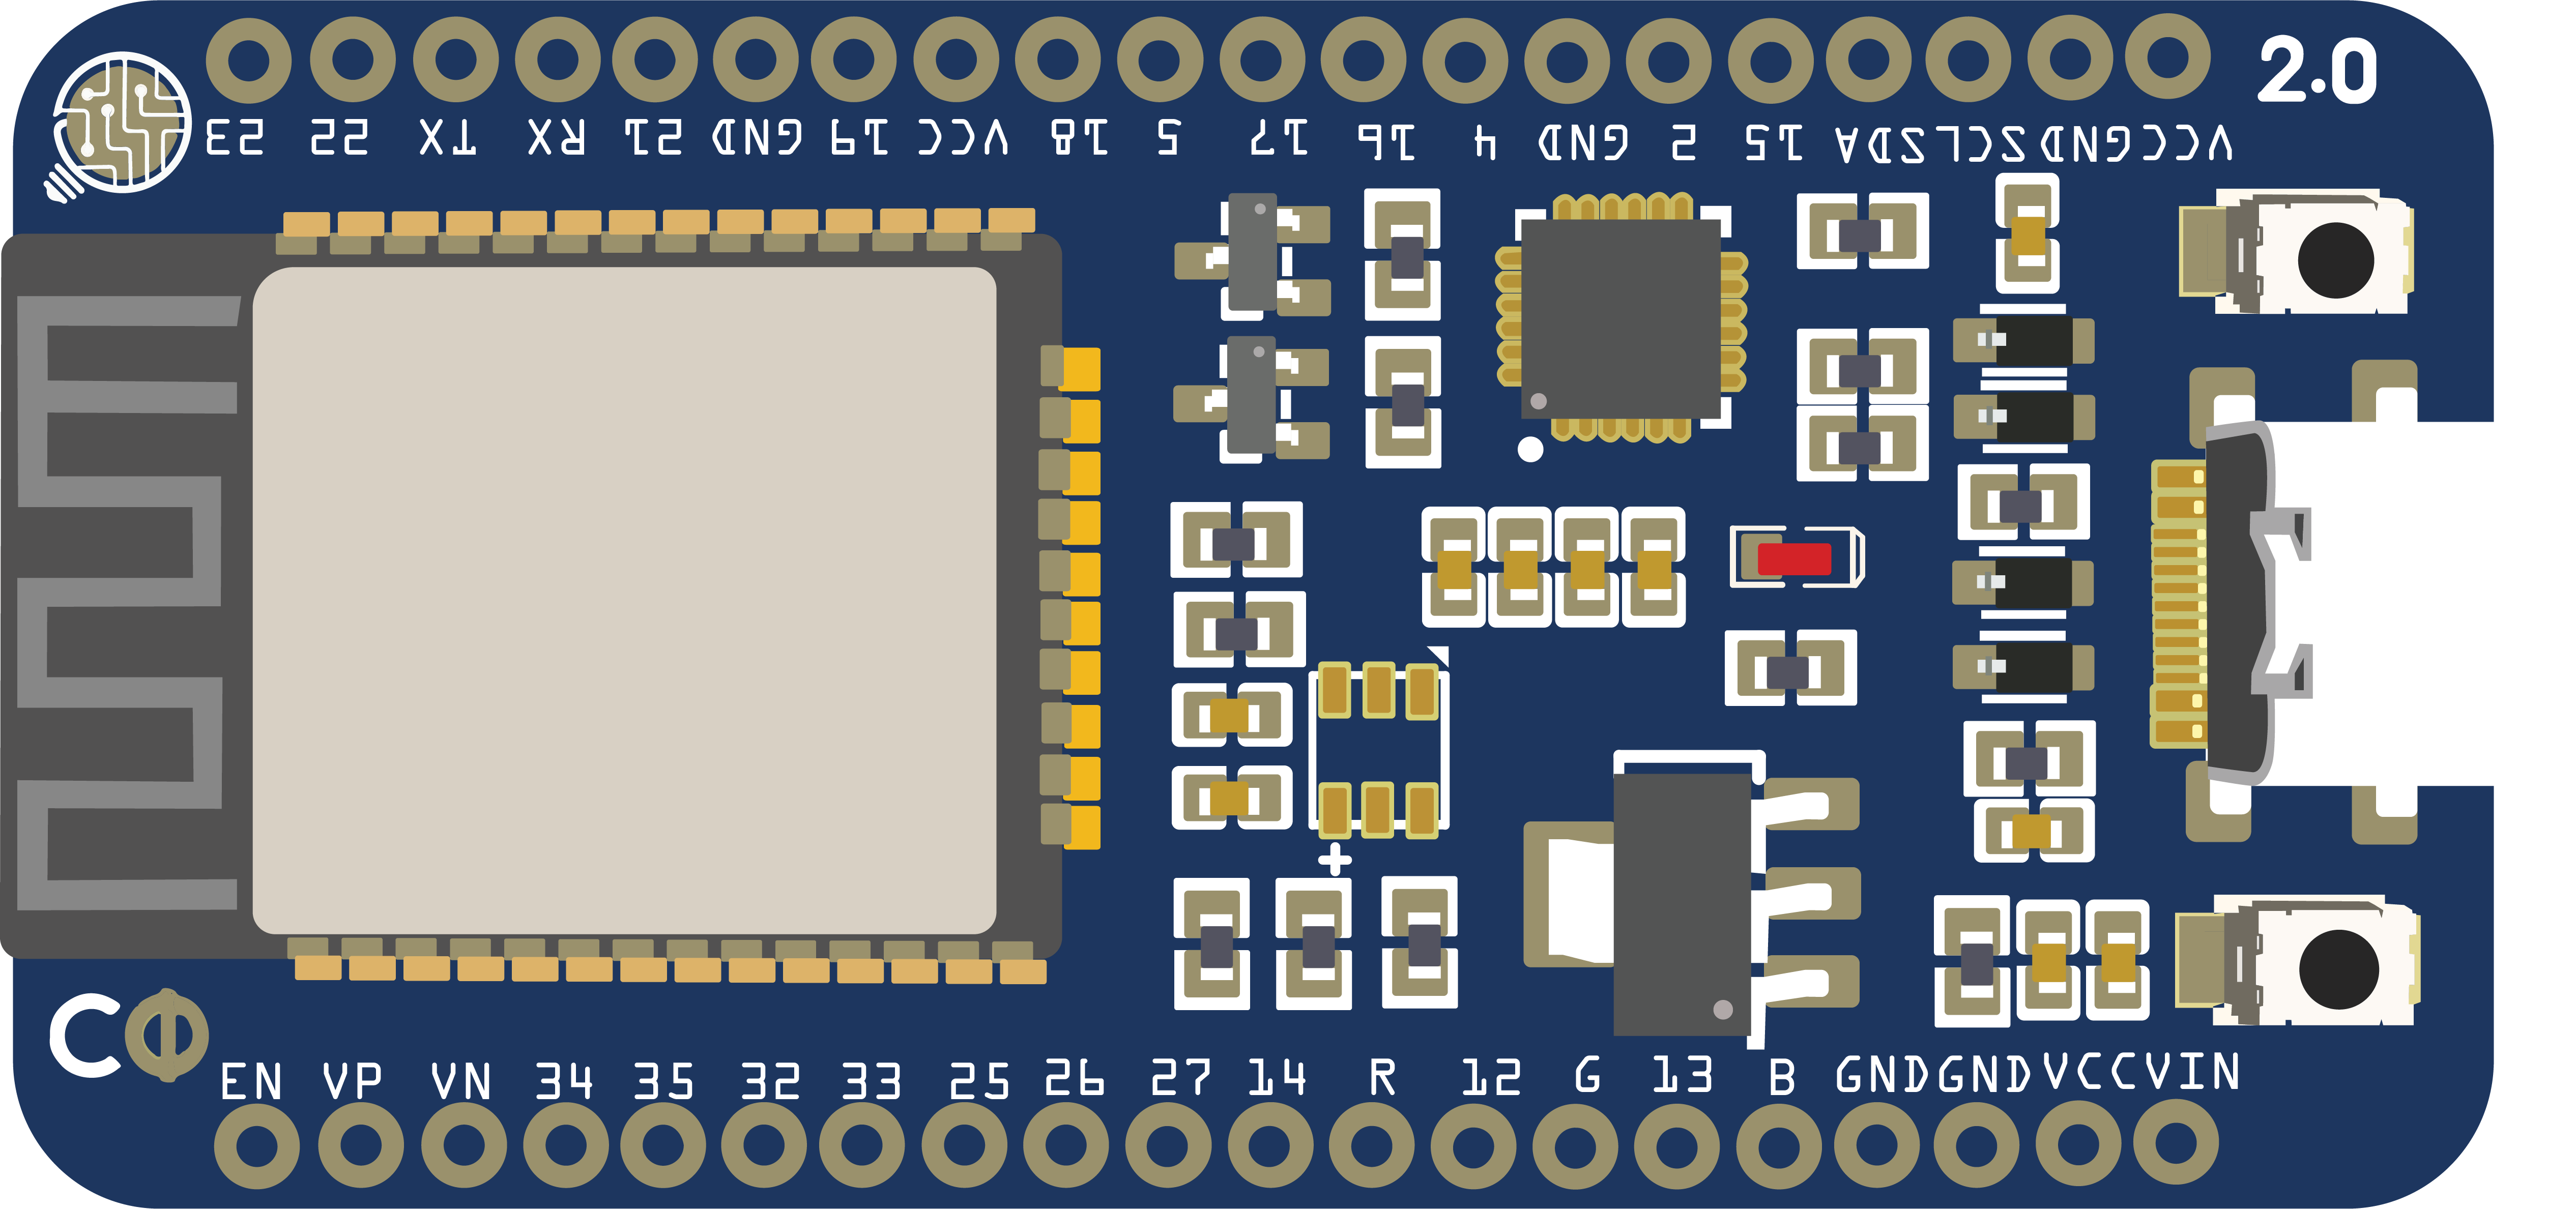 2.0
23 22 TX RX 21 GND 19 VCC 18 5 17 16 4 GND 2 15 SDA SCL GND VCC
EN VP VN 34 35 32 33 25 26 27 14 R 12 G 13 B GND GND VCC VIN